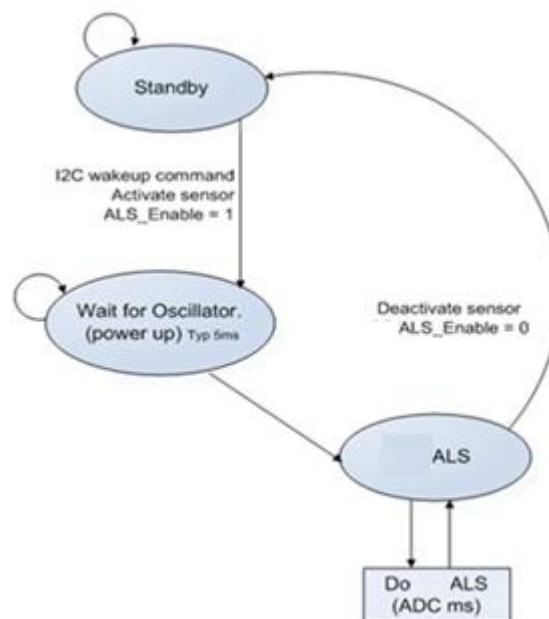 Standby
I2C wakeup command
Activate sensor
ALS_Enable = 1
Wait for Oscillator.
(power up) Typ 5ms
Deactivate sensor
ALS_Enable = 0
ALS
Do ALS
(ADC ms)